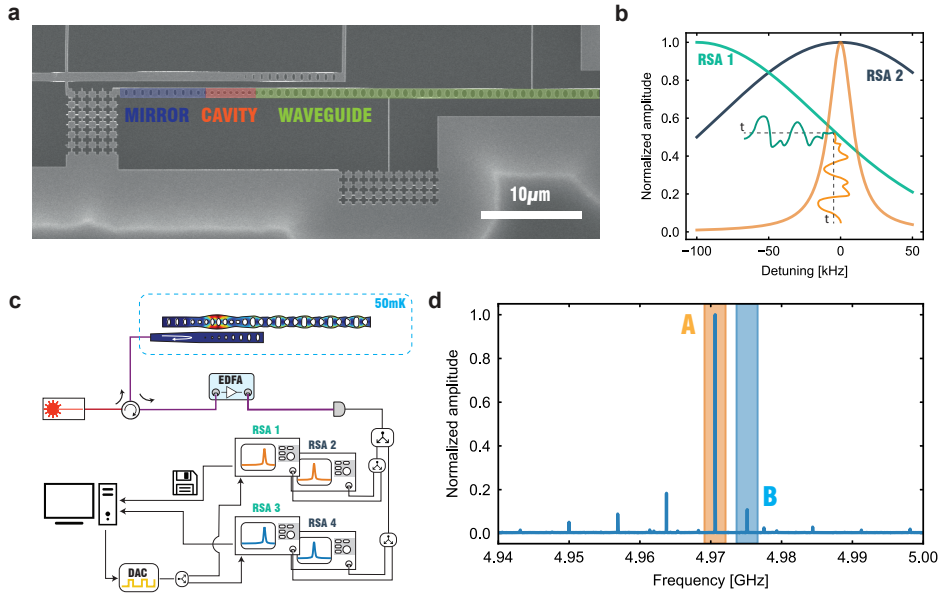 a
MIRROR CAVITY WAVEGUIDE
10µm
b
Normalized amplitude
1.0
0.8
0.6
0.4
0.2
0.0
RSA 1
RSA 2
t
t
−100 −50 0 50
Detuning [kHz]
c
50mK
EDFA
RSA 1
RSA 2
RSA 3
RSA 4
DAC
d
Normalized amplitude
1.0
0.8
0.6
0.4
0.2
0.0
A
B
4.94 4.95 4.96 4.97 4.98 4.99 5.00
Frequency [GHz]